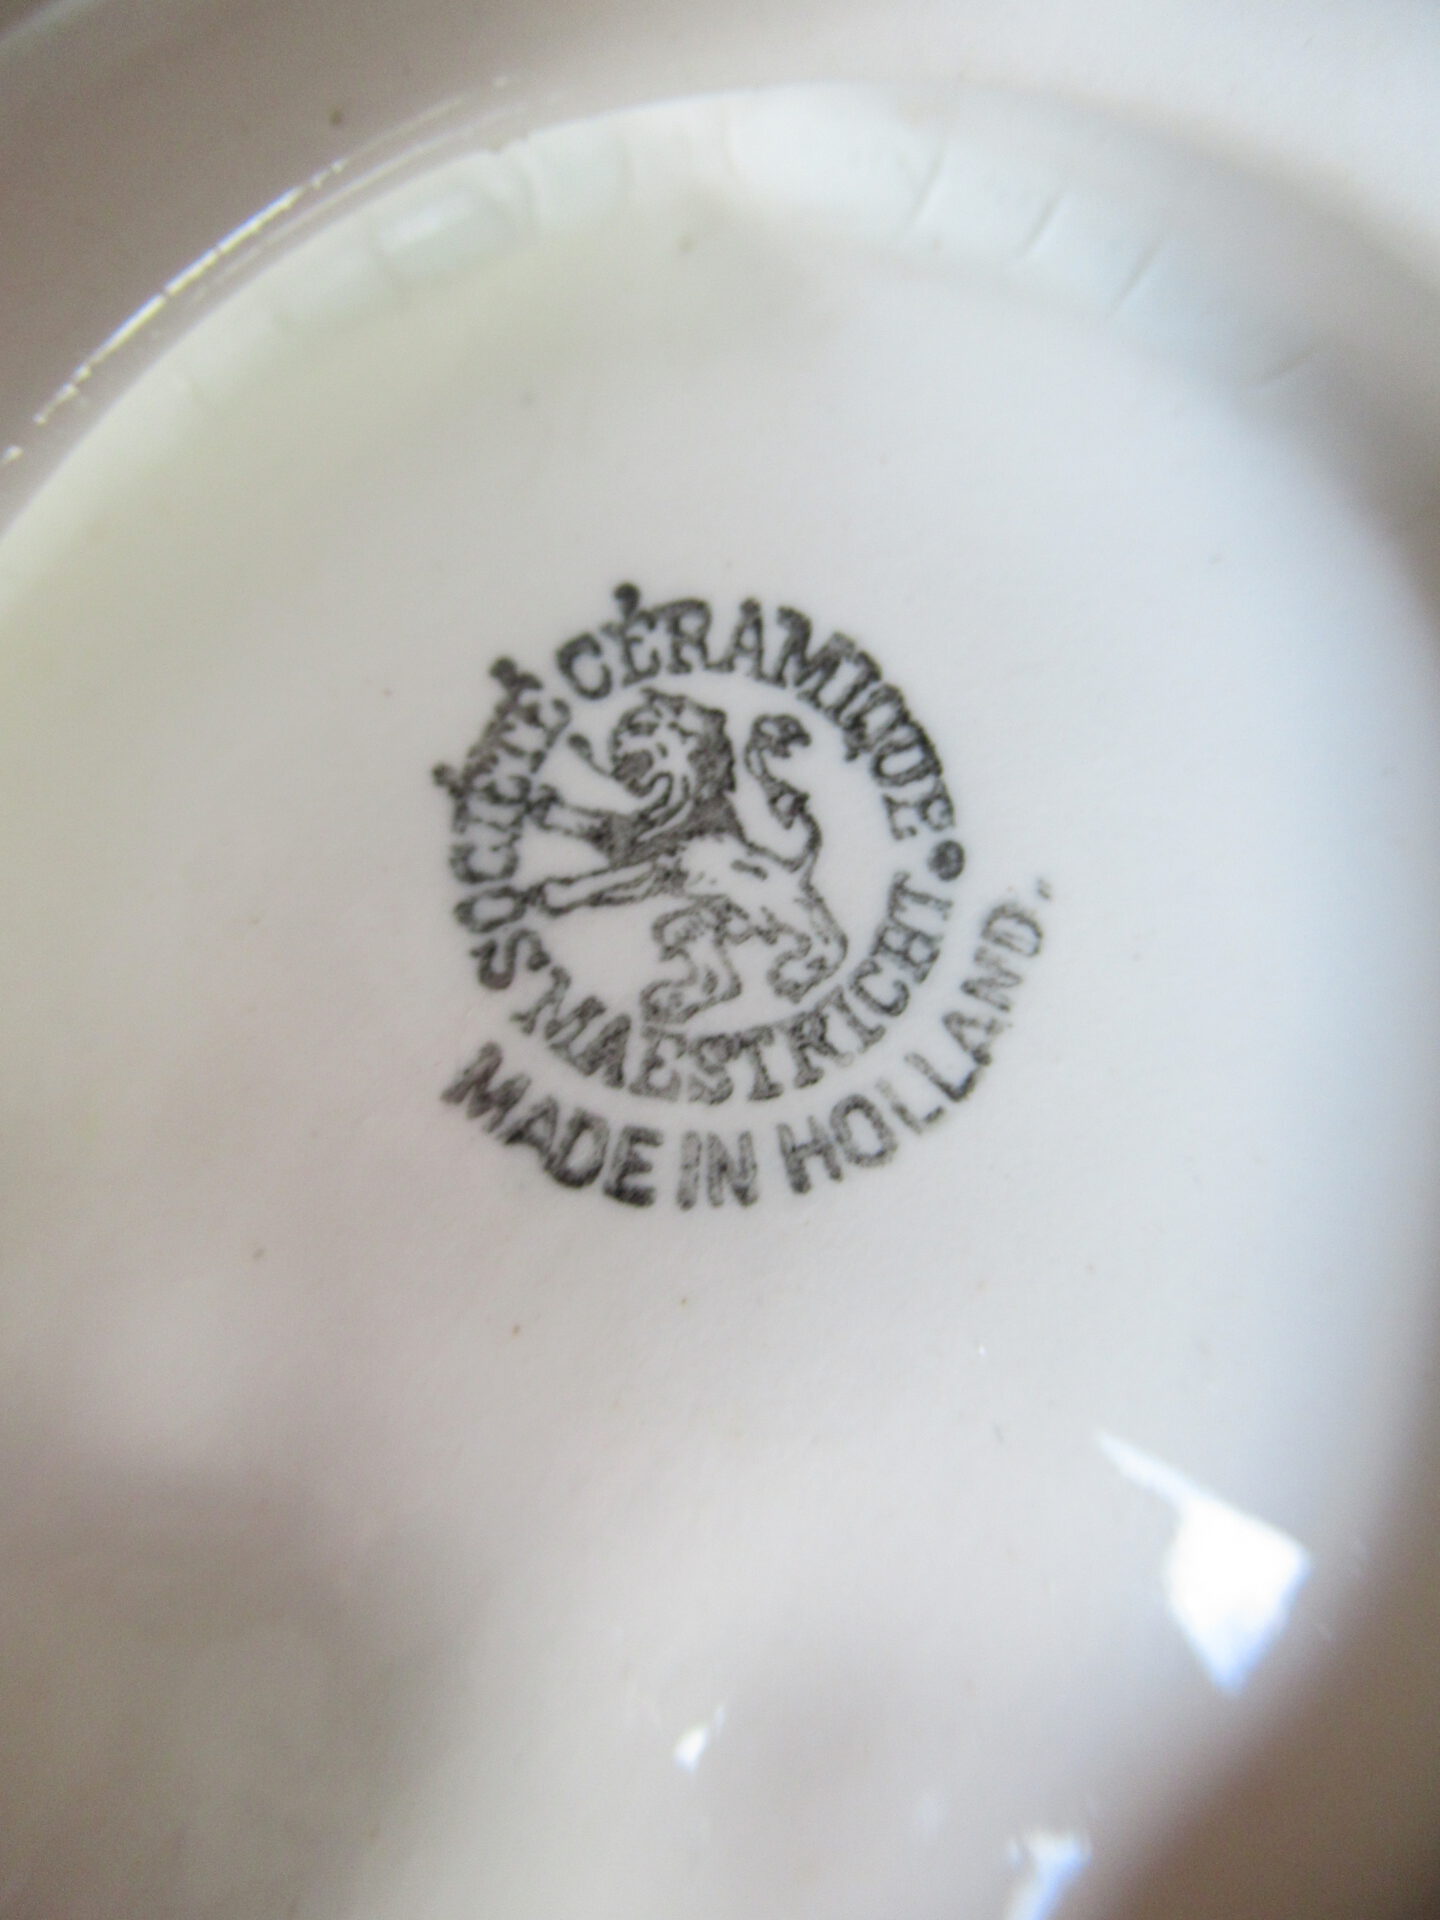 SOCIÉTÉ CÉRAMIQUE •
MAESTRICHT
MADE IN HOLLAND.